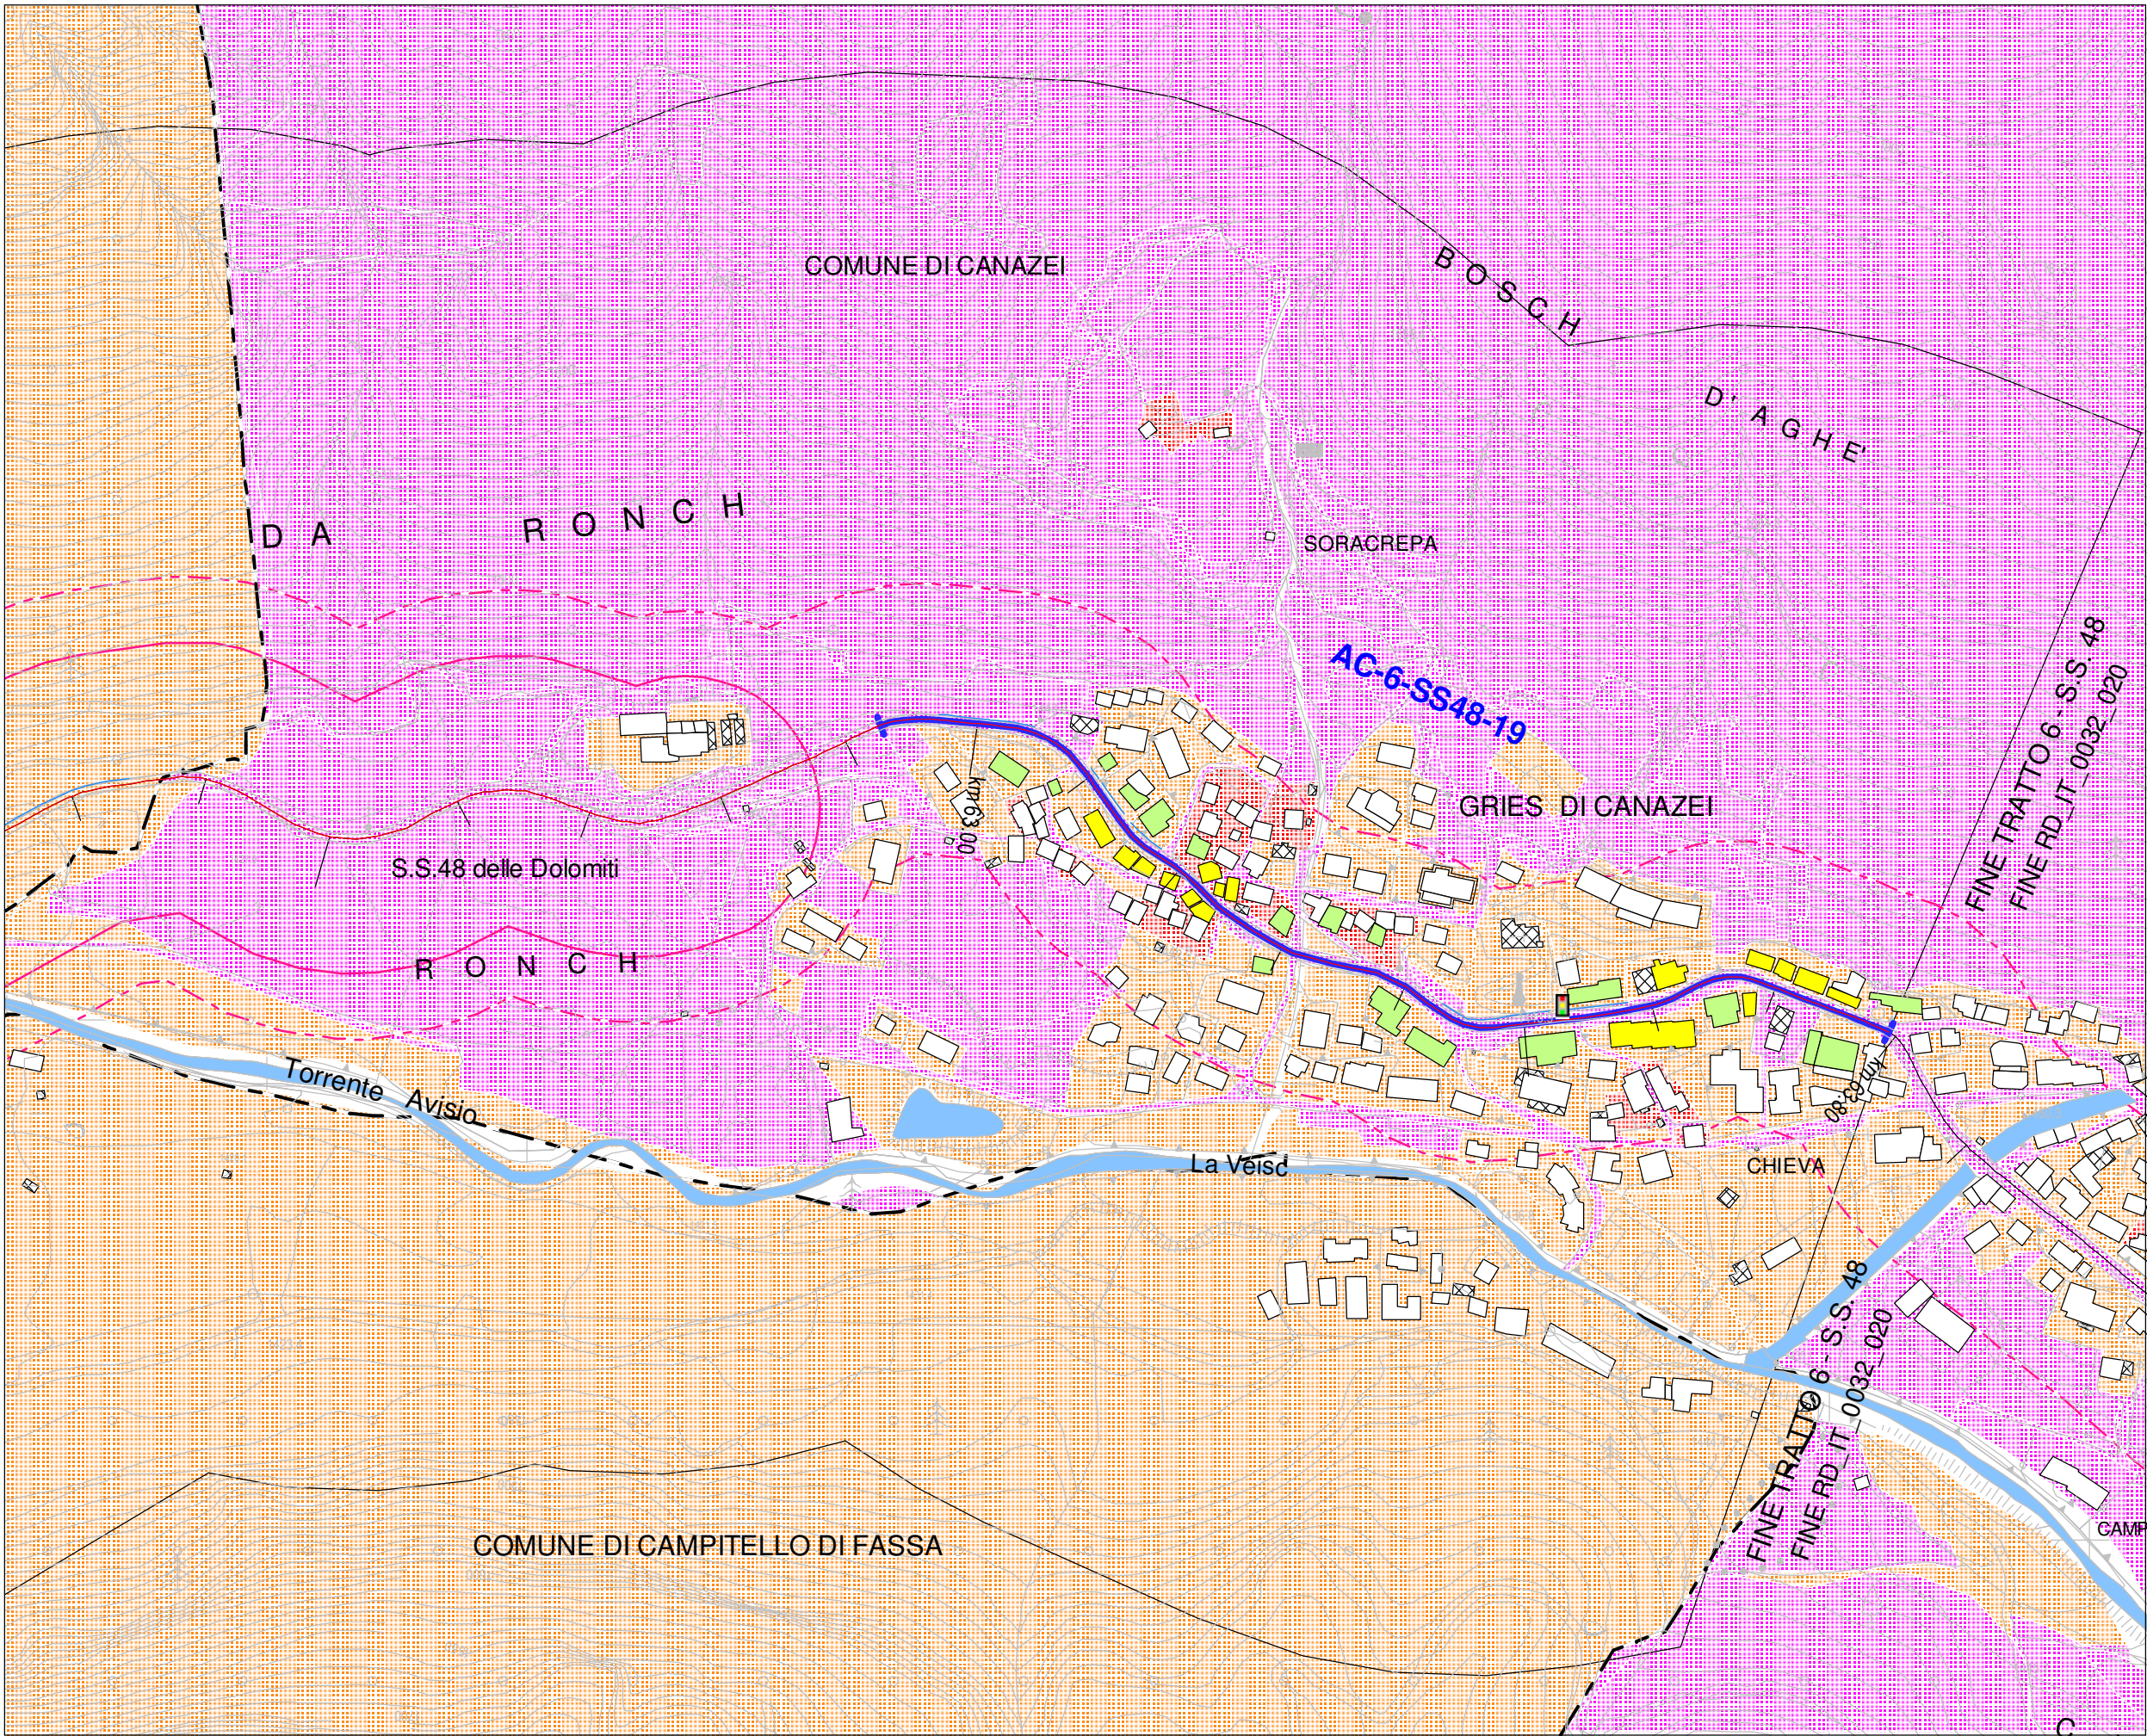 COMUNE DI CANAZEI
BOSCH
D' AGHE'
DA RONCH
SORACREPA
AC-6-SS48-19
FINE TRATTO 6 - S.S. 48
FINE RD_IT_0032_020
km 63.00
GRIES DI CANAZEI
S.S.48 delle Dolomiti
RONCH
Torrente Avisio
km 63.80
La Veisc
CHIEVA
FINE TRATTO 6 - S.S. 48
FINE RD_IT_0032_020
CAMP
COMUNE DI CAMPITELLO DI FASSA
C